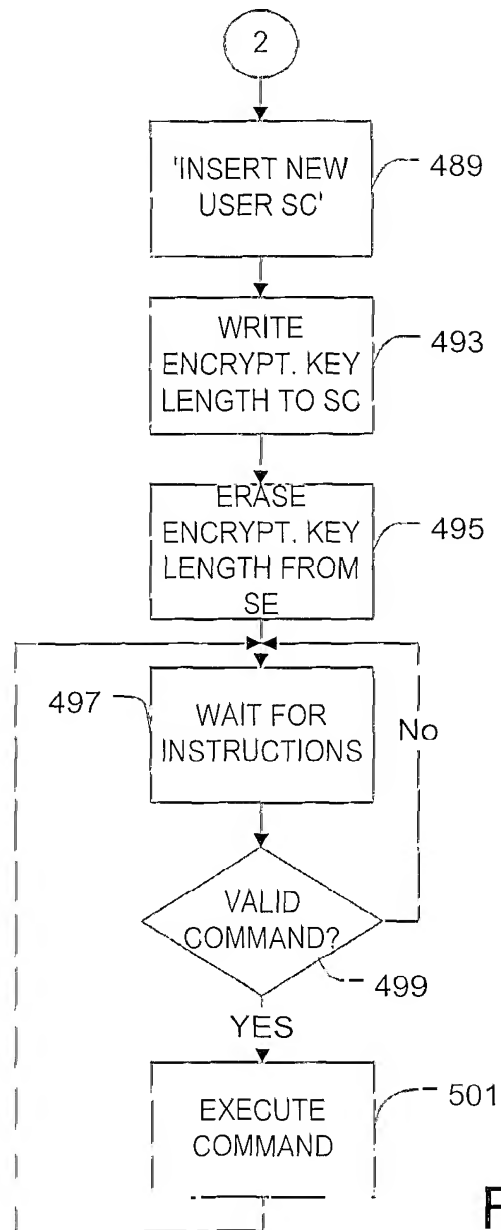 2
'INSERT NEW
USER SC'
489
WRITE
ENCRYPT. KEY
LENGTH TO SC
493
ERASE
ENCRYPT. KEY
LENGTH FROM
SE
495
497
WAIT FOR
INSTRUCTIONS
No
VALID
COMMAND?
499
YES
EXECUTE
COMMAND
501